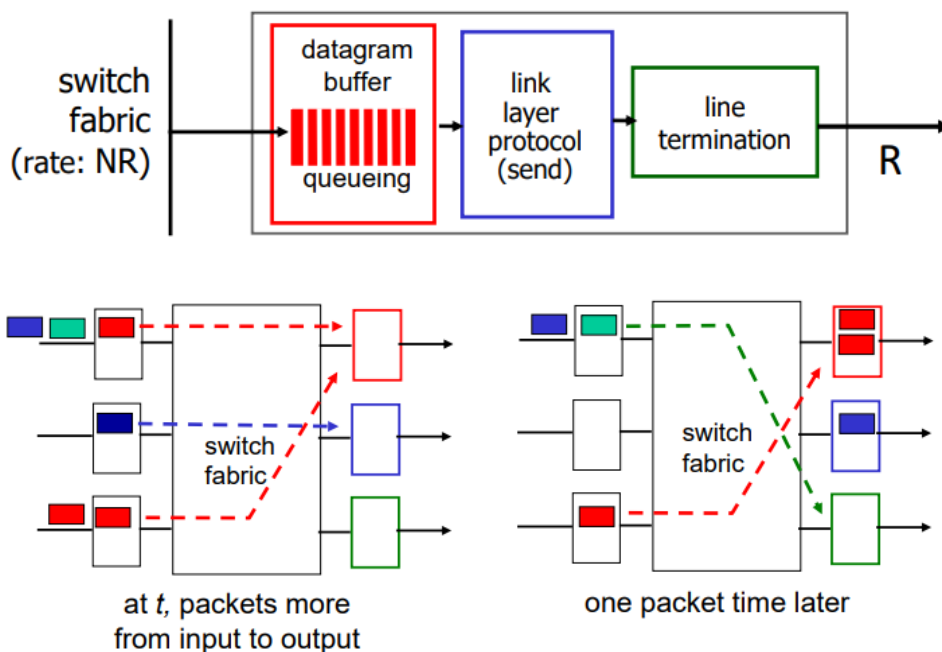 switch
fabric
(rate: NR)
datagram
buffer
queueing
link
layer
protocol
(send)
line
termination
R
switch
fabric
at t, packets more
from input to output
switch
fabric
one packet time later